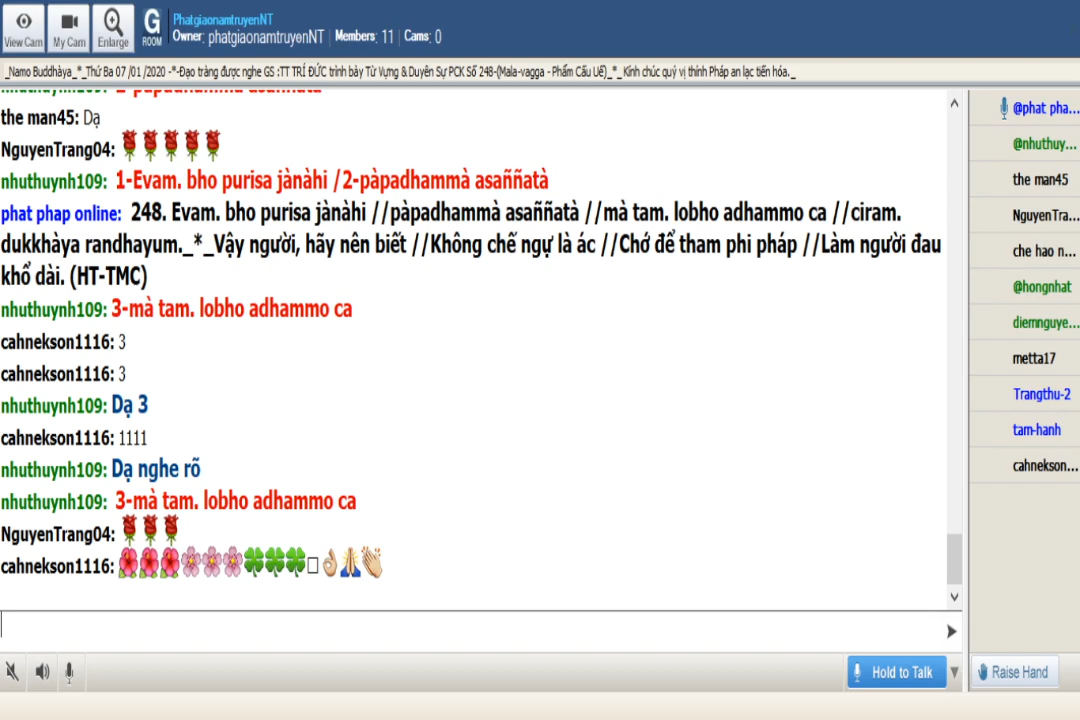 View Cam
My Cam
Enlarge
G ROOM
PhatgiaonamtruyenNT
Owner: phatgiaonamtruyenNT | Members: 11 | Cams: 0
_Namo Buddhàya_*_Thứ Ba 07 /01 /2020 -*-Đạo tràng được nghe GS :TT TRÍ ĐỨC trình bày Từ Vựng & Duyên Sự PCK Số 248-(Mala-vagga - Phẩm Cấu Uế)_*_ Kính chúc quý vị thính Pháp an lạc tiến hóa._
nhuthuynh109: 2-pàpadhammà asaññatà
the man45: Dạ
NguyenTrang04: 🌹🌹🌹🌹🌹
nhuthuynh109: 1-Evam. bho purisa jànàhi /2-pàpadhammà asaññatà
phat phap online: 248. Evam. bho purisa jànàhi //pàpadhammà asaññatà //mà tam. lobho adhammo ca //ciram.
dukkhàya randhayum._*_Vậy người, hãy nên biết //Không chế ngự là ác //Chớ để tham phi pháp //Làm người đau
khổ dài. (HT-TMC)
nhuthuynh109: 3-mà tam. lobho adhammo ca
cahnekson1116: 3
cahnekson1116: 3
nhuthuynh109: Dạ 3
cahnekson1116: 1111
nhuthuynh109: Dạ nghe rõ
nhuthuynh109: 3-mà tam. lobho adhammo ca
NguyenTrang04: 🌹🌹🌹
cahnekson1116: 🌺🌺🌺🌸🌸🌸🍀🍀🍀□👌🙏👏
@phat pha...
@nhuthuy...
the man45
NguyenTra...
che hao n...
@hongnhat
diemnguye...
metta17
Trangthu-2
tam-hanh
cahnekson...
Hold to Talk
Raise Hand